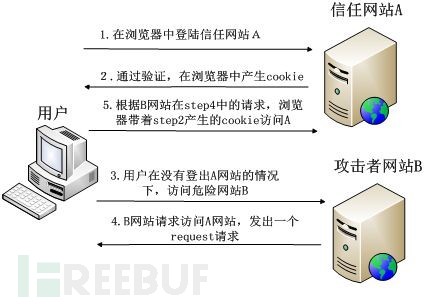 信任网站A
1.在浏览器中登陆信任网站A
2.通过验证，在浏览器中产生cookie
用户
5.根据B网站在step4中的请求，浏览
器带着step2产生的cookie访问A
攻击者网站B
3.用户在没有登出A网站的情况
下，访问危险网站B
4.B网站请求访问A网站，发出一个
request请求
FREEBUF